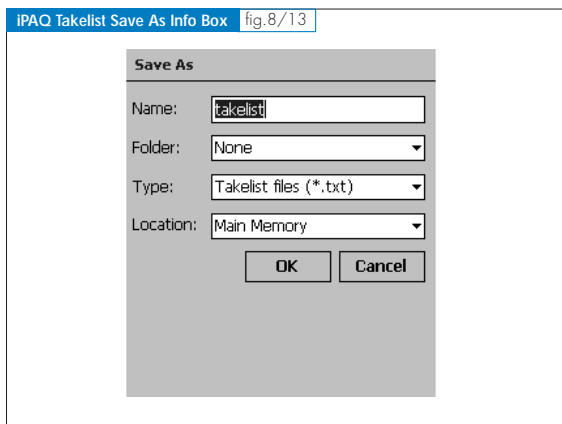 iPAQ Takelist Save As Info Box fig.8/13
Save As
Name: takelist
Folder: None
Type: Takelist files (*.txt)
Location: Main Memory
OK Cancel